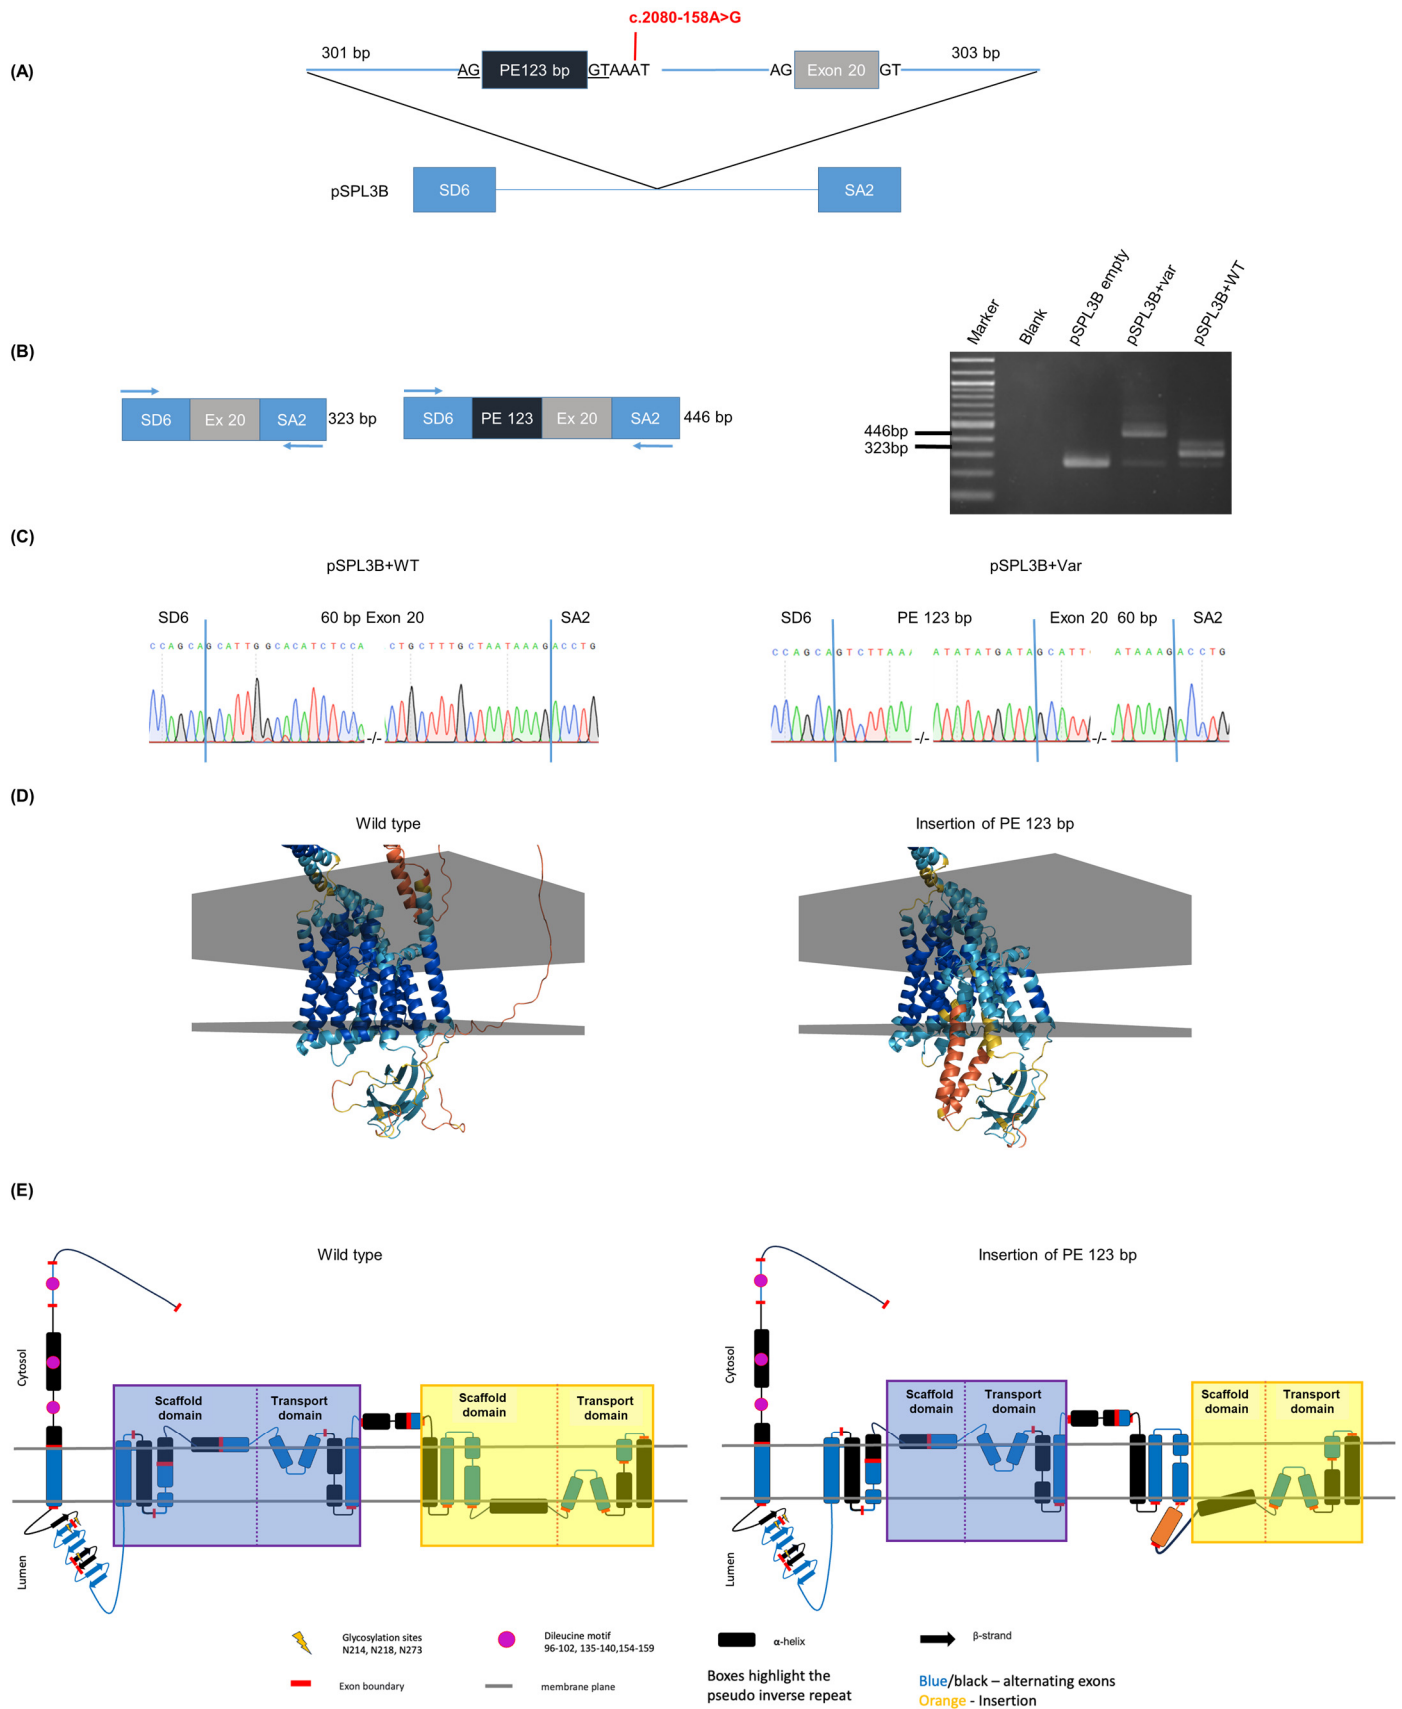 c.2080-158A>G
(A)
301 bp
303 bp
AG
PE123 bp
GTAAAT
AG
Exon 20
GT
pSPL3B
SD6
SA2
(B)
Marker
Blank
pSPL3B empty
pSPL3B+var
pSPL3B+WT
SD6
Ex 20
SA2
323 bp
SD6
PE 123
Ex 20
SA2
446 bp
446bp
323bp
(C)
pSPL3B+WT
pSPL3B+Var
SD6
60 bp Exon 20
SA2
SD6
PE 123 bp
Exon 20
60 bp
SA2
CCAGCAGCATTGGCACATCTCCA
CTGCTTTGCTAATAAAGACCTG
CCAGCAGTCTTAAA
ATATATGATAGCATT
ATAAAGACCTG
-/-
-/-
-/-
(D)
Wild type
Insertion of PE 123 bp
(E)
Wild type
Insertion of PE 123 bp
Cytosol
Scaffold
domain
Transport
domain
Scaffold
domain
Transport
domain
Lumen
Cytosol
Scaffold
domain
Transport
domain
Scaffold
domain
Transport
domain
Lumen
Glycosylation sites
N214, N218, N273
Dileucine motif
96-102, 135-140,154-159
α-helix
β-strand
Exon boundary
membrane plane
Boxes highlight the
pseudo inverse repeat
Blue/black – alternating exons
Orange - Insertion